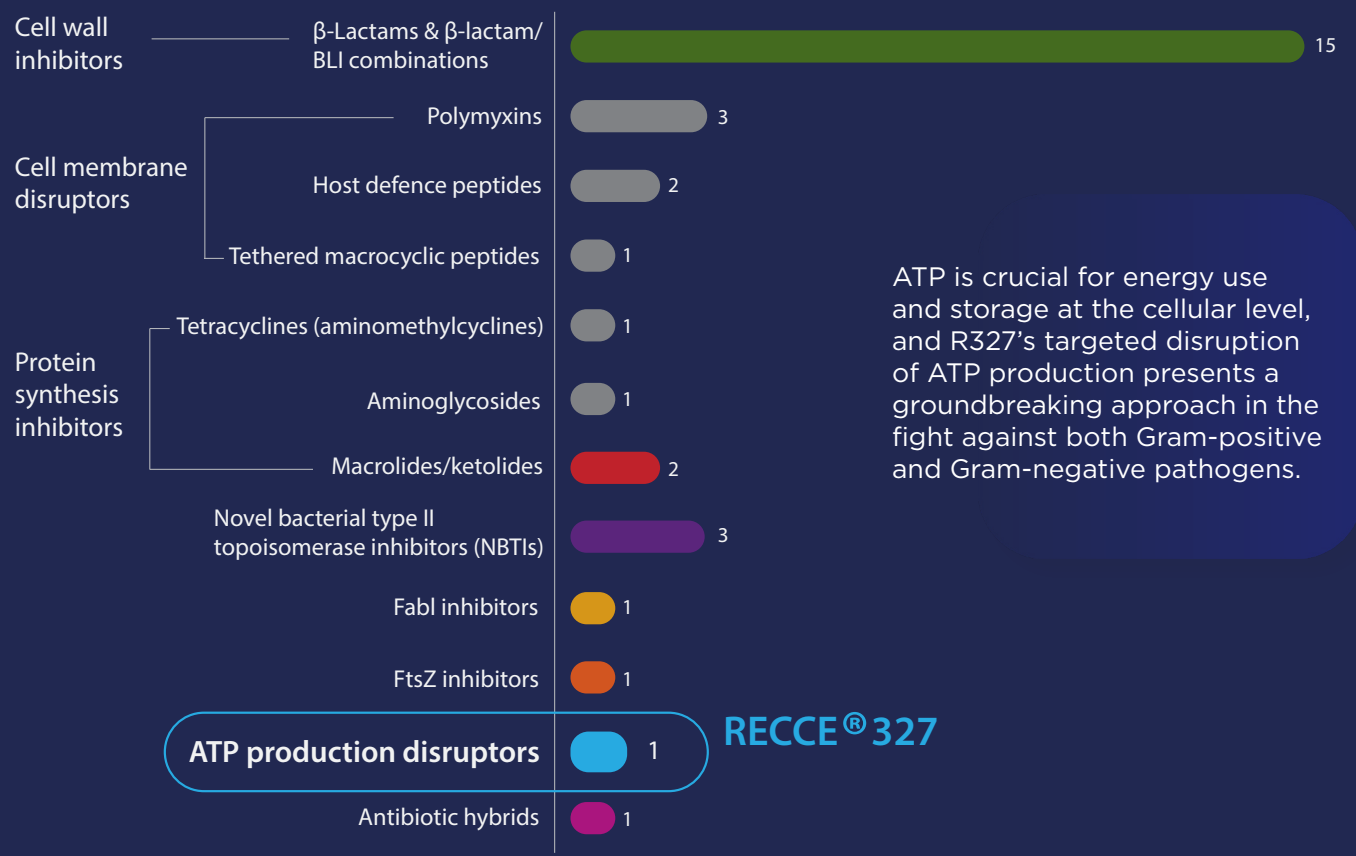 Cell wall
inhibitors
β-Lactams & β-lactam/
BLI combinations
15
Cell membrane
disruptors
Polymyxins
3
Host defence peptides
2
Tethered macrocyclic peptides
1
Protein
synthesis
inhibitors
Tetracyclines (aminomethylcyclines)
1
Aminoglycosides
1
Macrolides/ketolides
2
Novel bacterial type II
topoisomerase inhibitors (NBTIs)
3
Fabl inhibitors
1
FtsZ inhibitors
1
ATP production disruptors
1
RECCE® 327
Antibiotic hybrids
1
ATP is crucial for energy use
and storage at the cellular level,
and R327’s targeted disruption
of ATP production presents a
groundbreaking approach in the
fight against both Gram-positive
and Gram-negative pathogens.